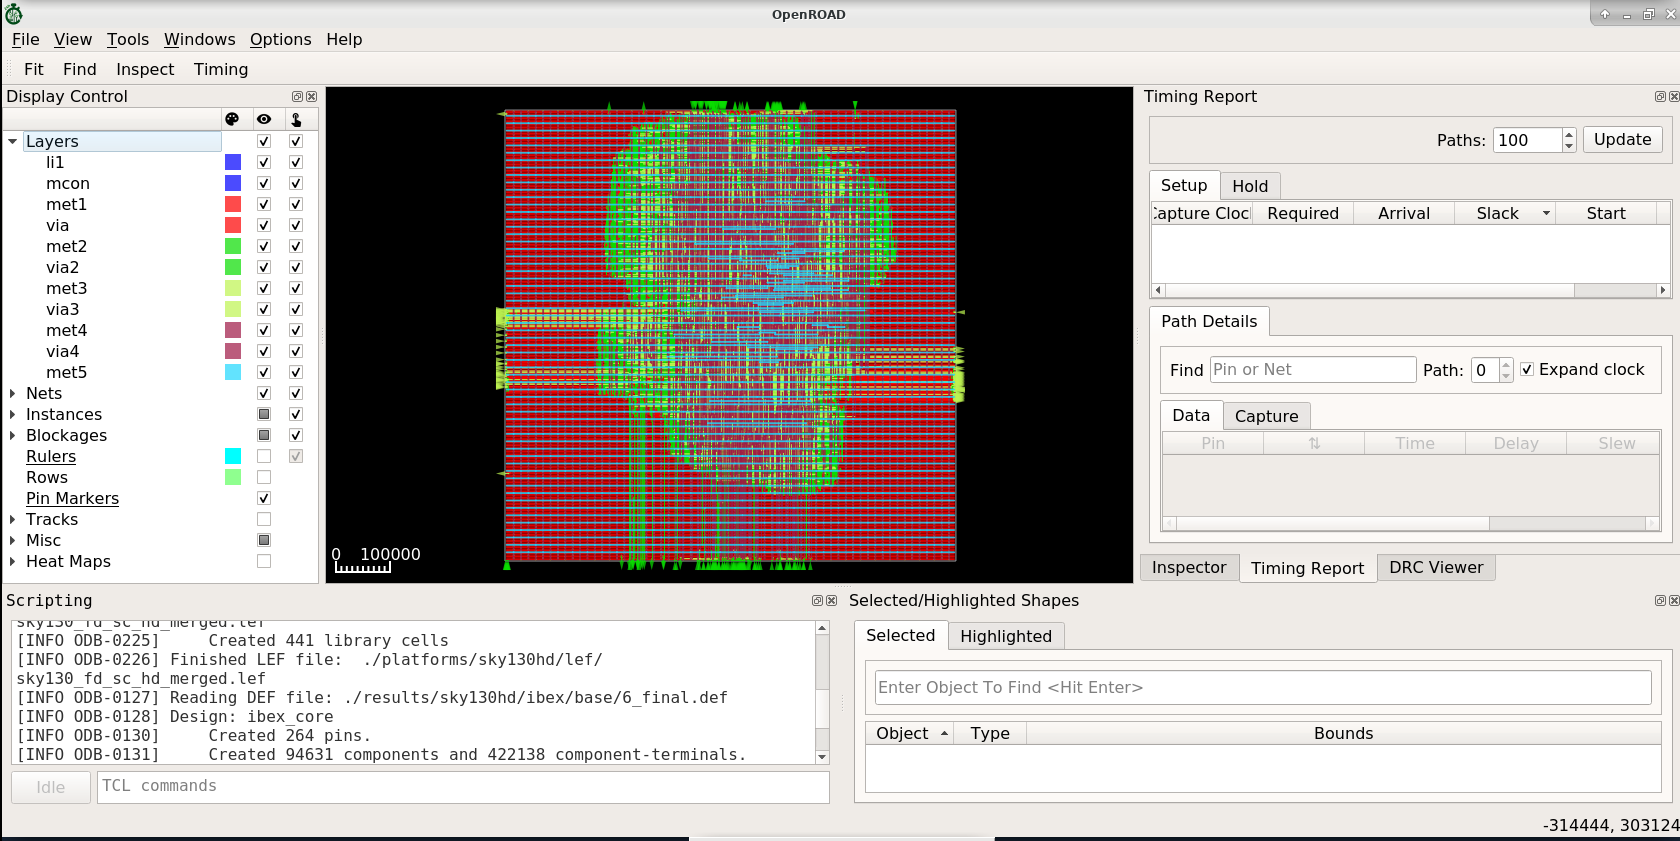 OpenROAD
File View Tools Windows Options Help
Fit Find Inspect Timing
Display Control
Layers
li1
mcon
met1
via
met2
via2
met3
via3
met4
via4
met5
Nets
Instances
Blockages
Rulers
Rows
Pin Markers
Tracks
Misc
Heat Maps
0 100000
Timing Report
Paths: 100 Update
Setup Hold
Capture Cloc Required Arrival Slack Start
Path Details
Find Pin or Net Path: 0 Expand clock
Data Capture
Pin ⇅ Time Delay Slew
Inspector Timing Report DRC Viewer
Scripting
sky130_fd_sc_hd_merged.lef
[INFO ODB-0225]     Created 441 library cells
[INFO ODB-0226] Finished LEF file:  ./platforms/sky130hd/lef/
sky130_fd_sc_hd_merged.lef
[INFO ODB-0127] Reading DEF file: ./results/sky130hd/ibex/base/6_final.def
[INFO ODB-0128] Design: ibex_core
[INFO ODB-0130]     Created 264 pins.
[INFO ODB-0131]     Created 94631 components and 422138 component-terminals.
Idle TCL commands
Selected/Highlighted Shapes
Selected Highlighted
Enter Object To Find <Hit Enter>
Object Type Bounds
-314444, 303124